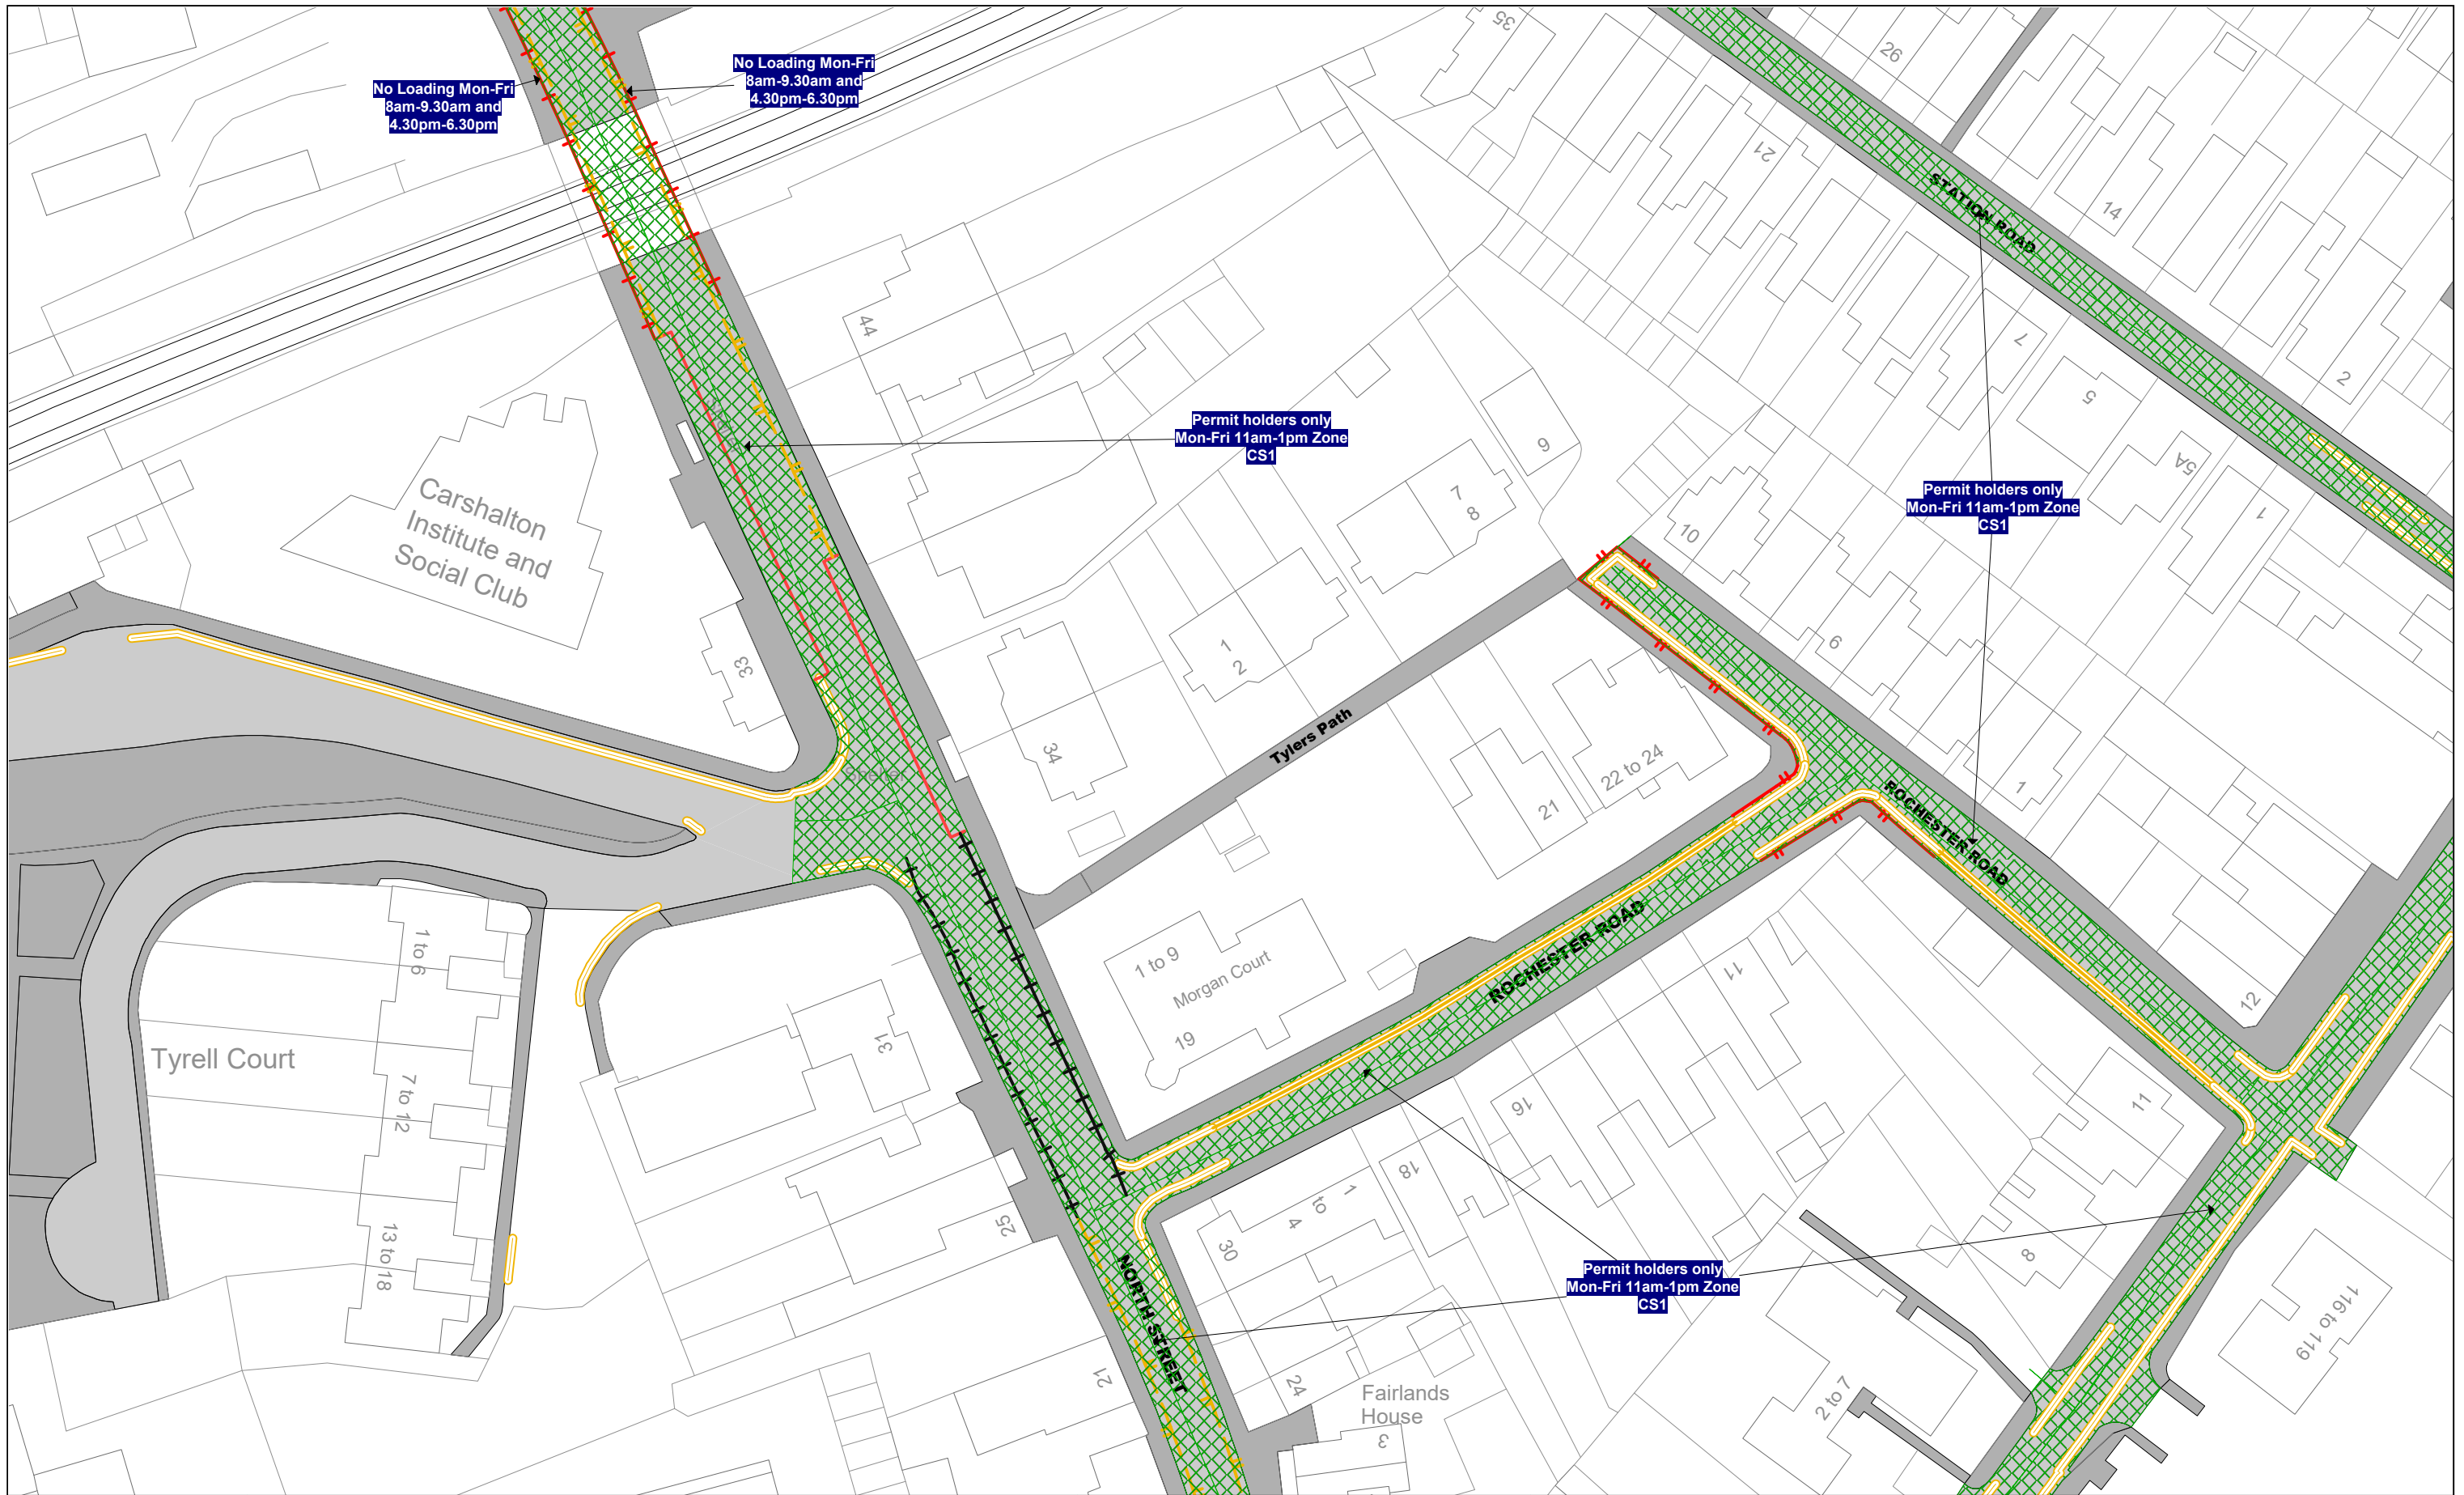 No Loading Mon-Fri
8am-9.30am and
4.30pm-6.30pm
No Loading Mon-Fri
8am-9.30am and
4.30pm-6.30pm
35
26
21
14
STATION ROAD
7
2
5
5A
1
44
Permit holders only
Mon-Fri 11am-1pm Zone
CS1
Permit holders only
Mon-Fri 11am-1pm Zone
CS1
Carshalton
Institute and
Social Club
33
9
7
8
10
6
1
1
2
34
Tylers Path
22 to 24
21
Shelter
ROCHESTER ROAD
ROCHESTER ROAD
1 to 9
Morgan Court
19
11
12
1 to 6
Tyrell Court
7 to 12
13 to 18
31
25
21
16
18
1 to 4
30
24
NORTH STREET
Fairlands
House
3
Permit holders only
Mon-Fri 11am-1pm Zone
CS1
11
8
2 to 7
116 to 119